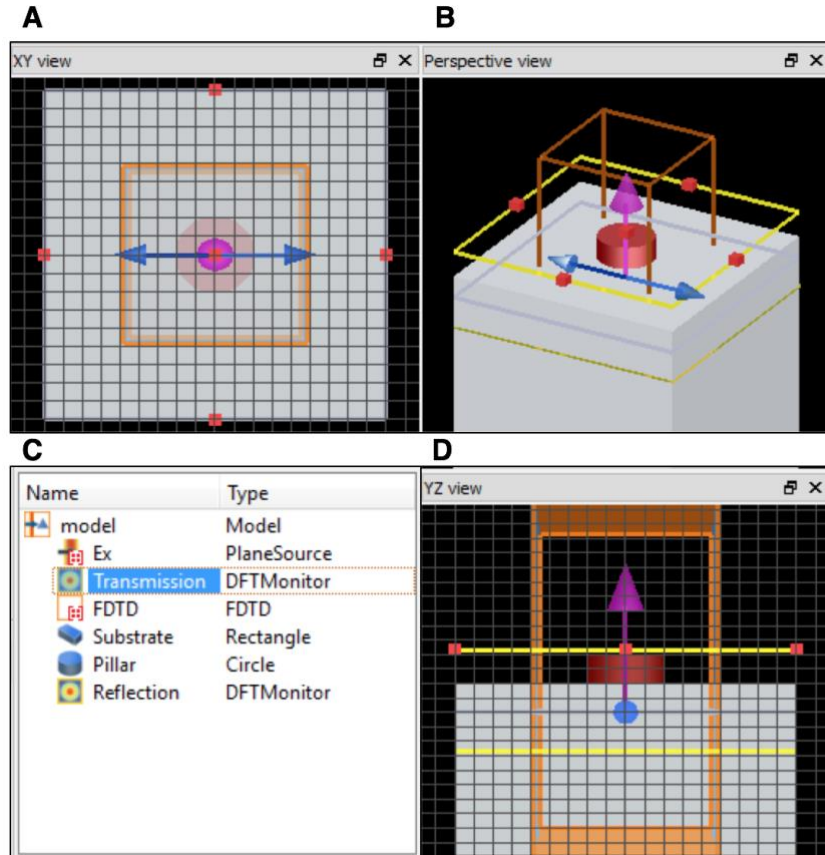 A
B
XY view
Perspective view
C
D
Name Type
model Model
Ex PlaneSource
Transmission DFTMonitor
FDTD FDTD
Substrate Rectangle
Pillar Circle
Reflection DFTMonitor
YZ view